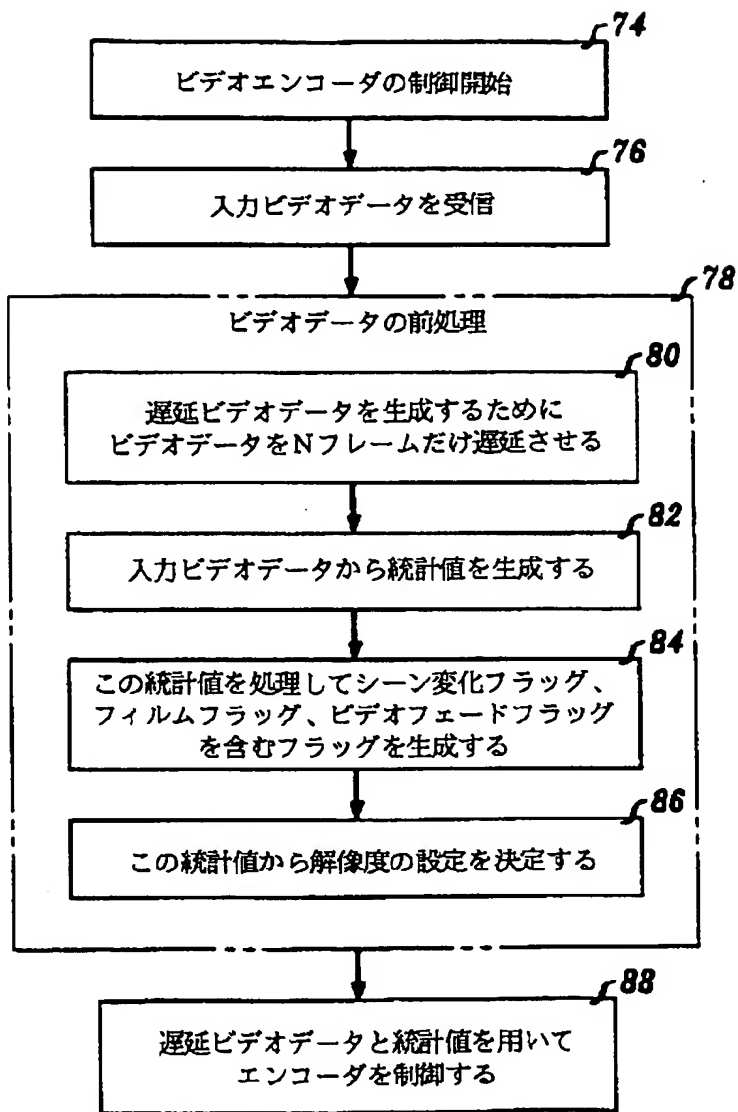 74
ビデオエンコーダの制御開始
76
入力ビデオデータを受信
78
ビデオデータの前処理
80
遅延ビデオデータを生成するために
ビデオデータをNフレームだけ遅延させる
82
入力ビデオデータから統計値を生成する
84
この統計値を処理してシーン変化フラッグ、
フィルムフラッグ、ビデオフェードフラッグ
を含むフラッグを生成する
86
この統計値から解像度の設定を決定する
88
遅延ビデオデータと統計値を用いて
エンコーダを制御する